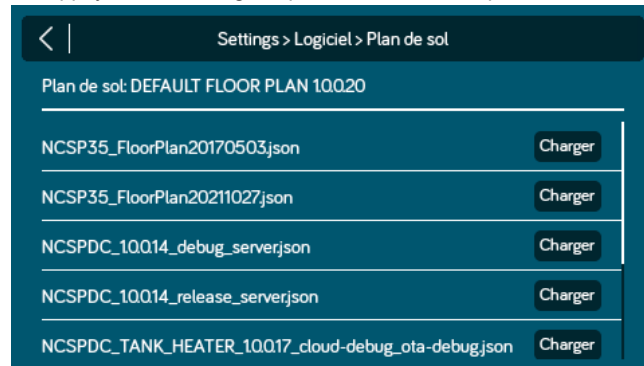 Settings > Logiciel > Plan de sol
Plan de sol: DEFAULT FLOOR PLAN 1.0.0.20
NCSP35_FloorPlan20170503.json Charger
NCSP35_FloorPlan20211027.json Charger
NCSPDC_1.0.0.14_debug_server.json Charger
NCSPDC_1.0.0.14_release_server.json Charger
NCSPDC_TANK_HEATER_1.0.0.17_cloud-debug_ota-debug.json Charger